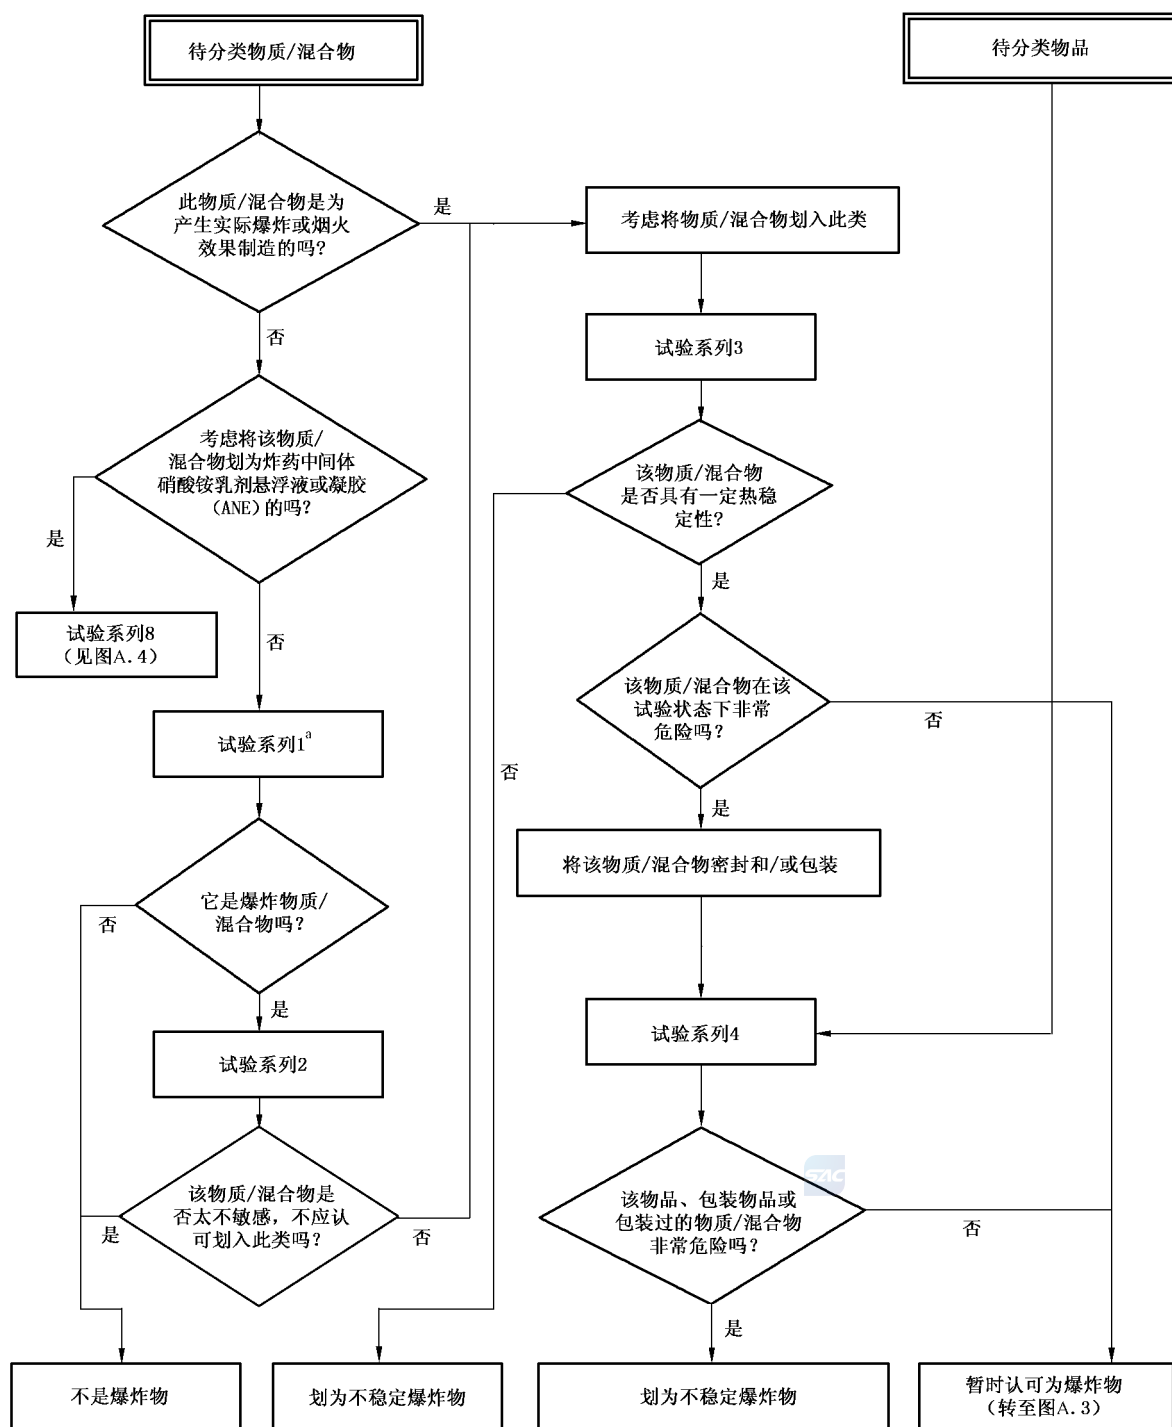 待分类物质/混合物
待分类物品
此物质/混合物是为
产生实际爆炸或烟火
效果制造的吗?
是
考虑将物质/混合物划入此类
否
试验系列3
考虑将该物质/
混合物划为炸药中间体
硝酸铵乳剂悬浮液或凝胶
(ANE)的吗?
是
该物质/混合物
是否具有一定热稳
定性?
是
试验系列8
(见图A.4)
否
该物质/混合物在该
试验状态下非常
危险吗?
否
试验系列1a
否
是
将该物质/混合物密封和/或包装
它是爆炸物质/
混合物吗?
否
是
试验系列2
试验系列4
该物质/混合物是
否太不敏感,不应认
可划入此类吗?
是
否
SAC
该物品、包装物品或
包装过的物质/混合物
非常危险吗?
否
是
不是爆炸物
划为不稳定爆炸物
划为不稳定爆炸物
暂时认可为爆炸物
(转至图A.3)